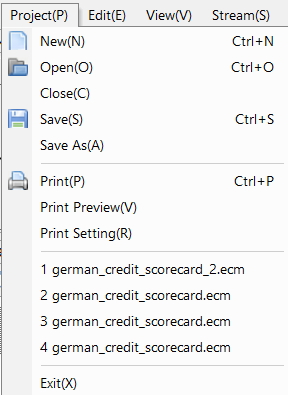 Project(P) Edit(E) View(V) Stream(S)
New(N) Ctrl+N
Open(O) Ctrl+O
Close(C)
Save(S) Ctrl+S
Save As(A)
Print(P) Ctrl+P
Print Preview(V)
Print Setting(R)
1 german_credit_scorecard_2.ecm
2 german_credit_scorecard.ecm
3 german_credit_scorecard.ecm
4 german_credit_scorecard.ecm
Exit(X)